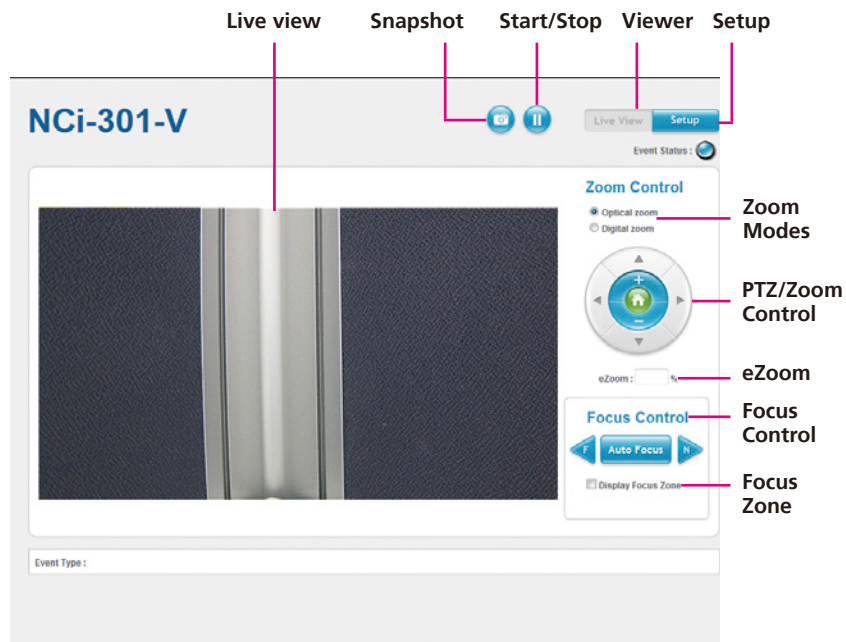 Live view Snapshot Start/Stop Viewer Setup
NCi-301-V
Live View Setup
Event Status :
Zoom Control
Optical zoom
Digital zoom
Zoom
Modes
PTZ/Zoom
Control
eZoom : %
eZoom
Focus Control
Focus
Control
F Auto Focus N
Display Focus Zone
Focus
Zone
Event Type :